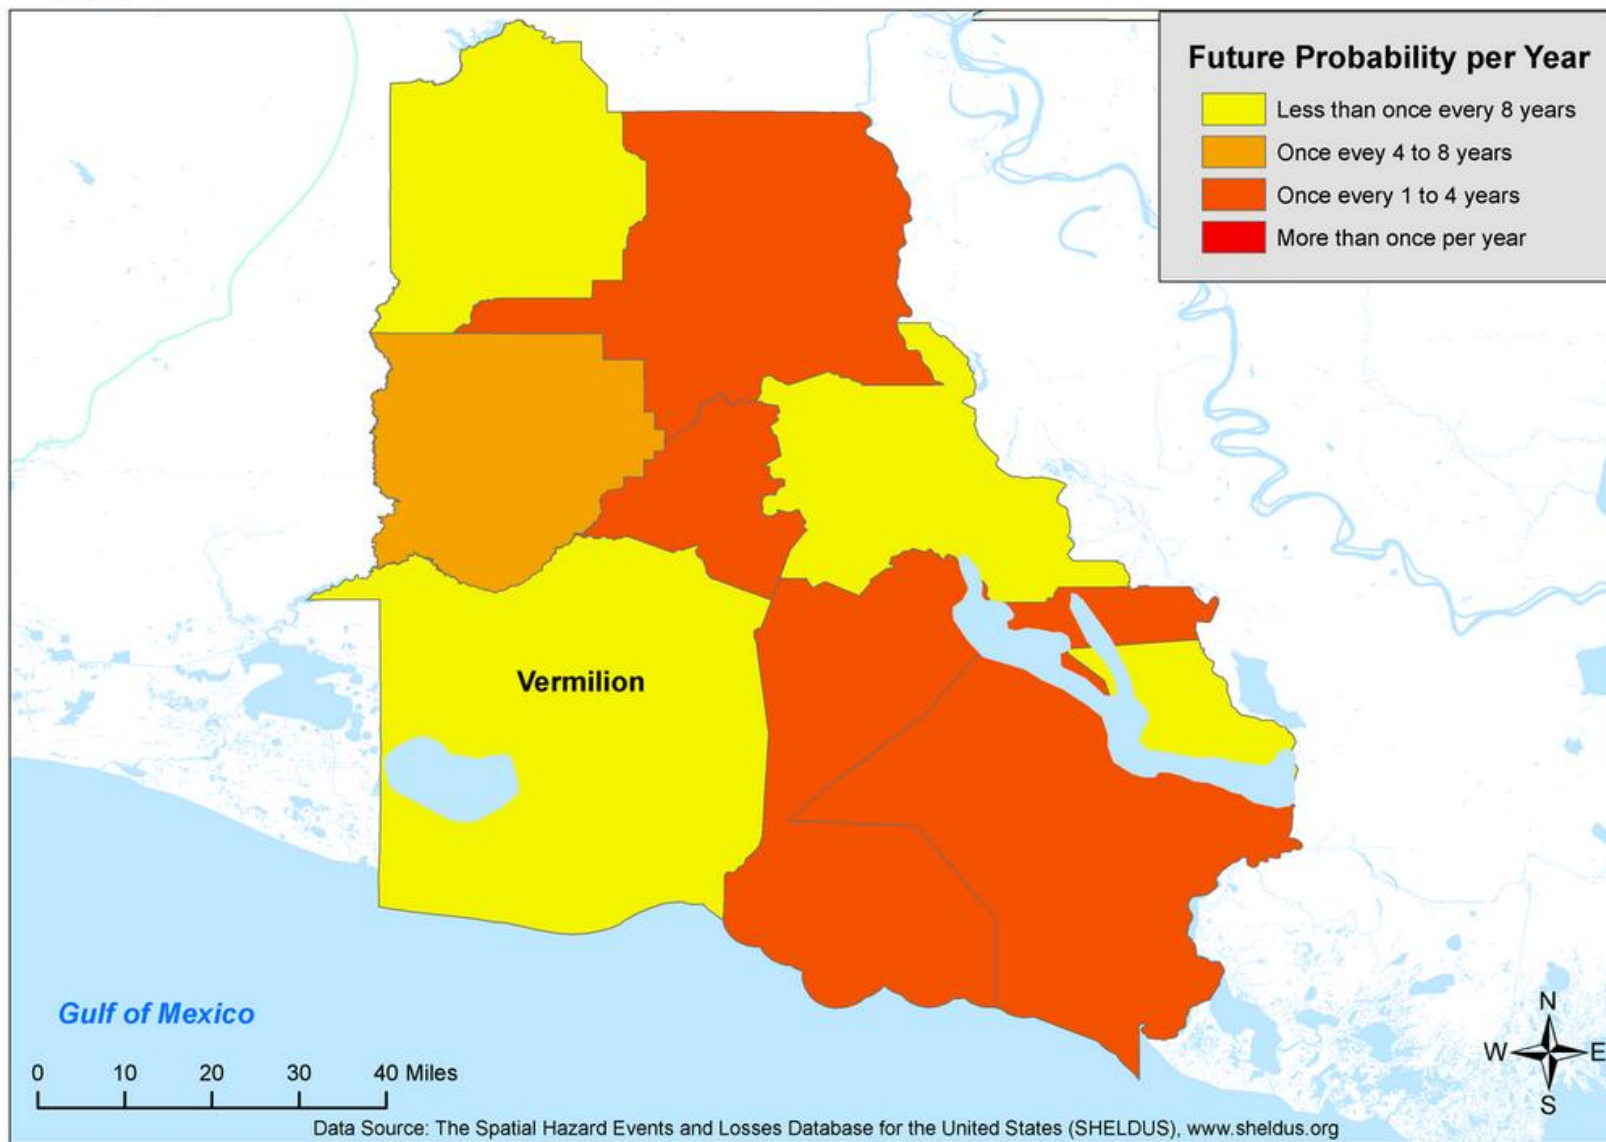 Future Probability per Year
Less than once every 8 years
Once evey 4 to 8 years
Once every 1 to 4 years
More than once per year
Vermilion
Gulf of Mexico
0 10 20 30 40 Miles
N
W E
S
Data Source: The Spatial Hazard Events and Losses Database for the United States (SHELDUS), www.sheldus.org